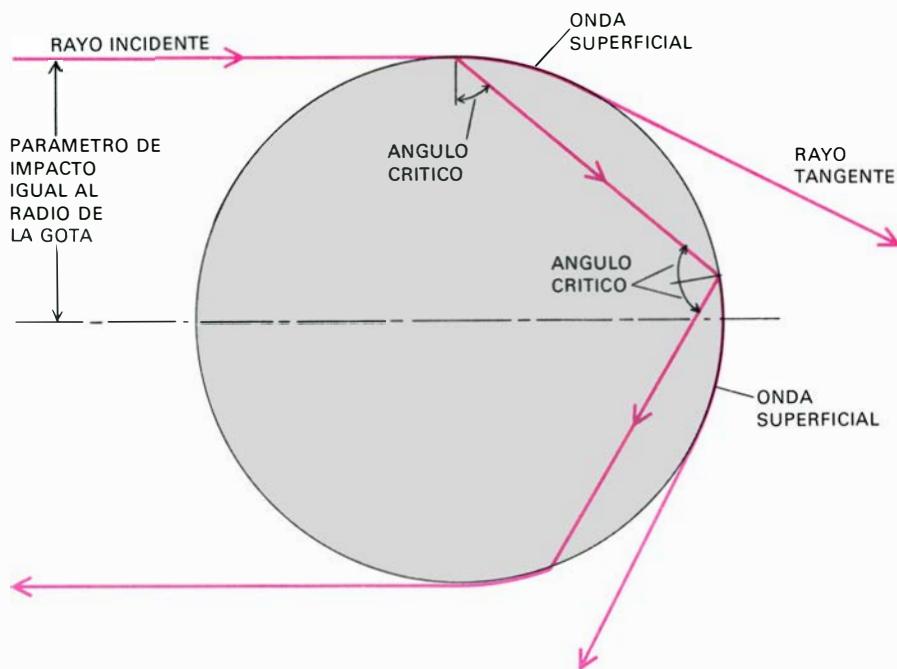 RAYO INCIDENTE
ONDA
SUPERFICIAL
PARAMETRO DE
IMPACTO
IGUAL AL
RADIO DE
LA GOTA
ANGULO
CRITICO
RAYO
TANGENTE
ANGULO
CRITICO
ONDA
SUPERFICIAL